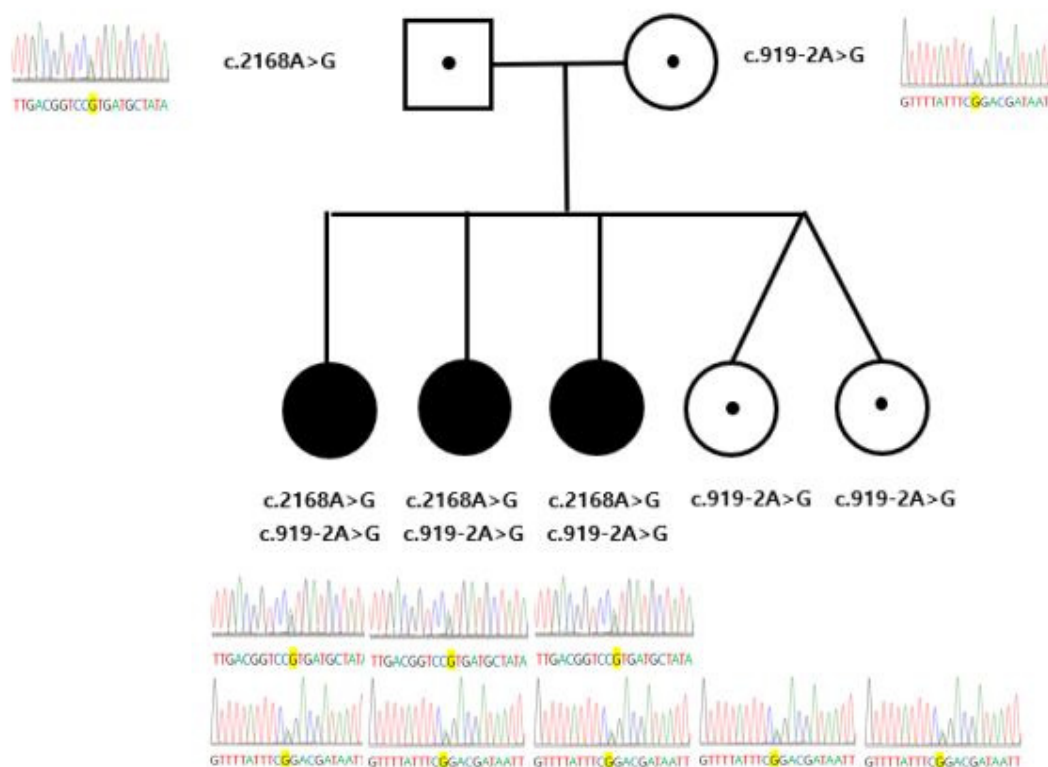 c.2168A>G
c.919-2A>G
TTGACGGTCCGTGATGCTATA
GTTTTATTTCGGACGATAAT
c.2168A>G c.2168A>G c.2168A>G c.919-2A>G c.919-2A>G
c.919-2A>G c.919-2A>G c.919-2A>G
TTGACGGTCCGTGATGCTAT TTGACGGTCCGTGATGCTATA TTGACGGTCCGTGATGCTATA
GTTTTATTTCGGACGATAAT GTTTTATTTCGGACGATAATT GTTTTATTTCGGACGATAATT GTTTTATTTCGGACGATAATT GTTTTATTTCGGACGATAATT